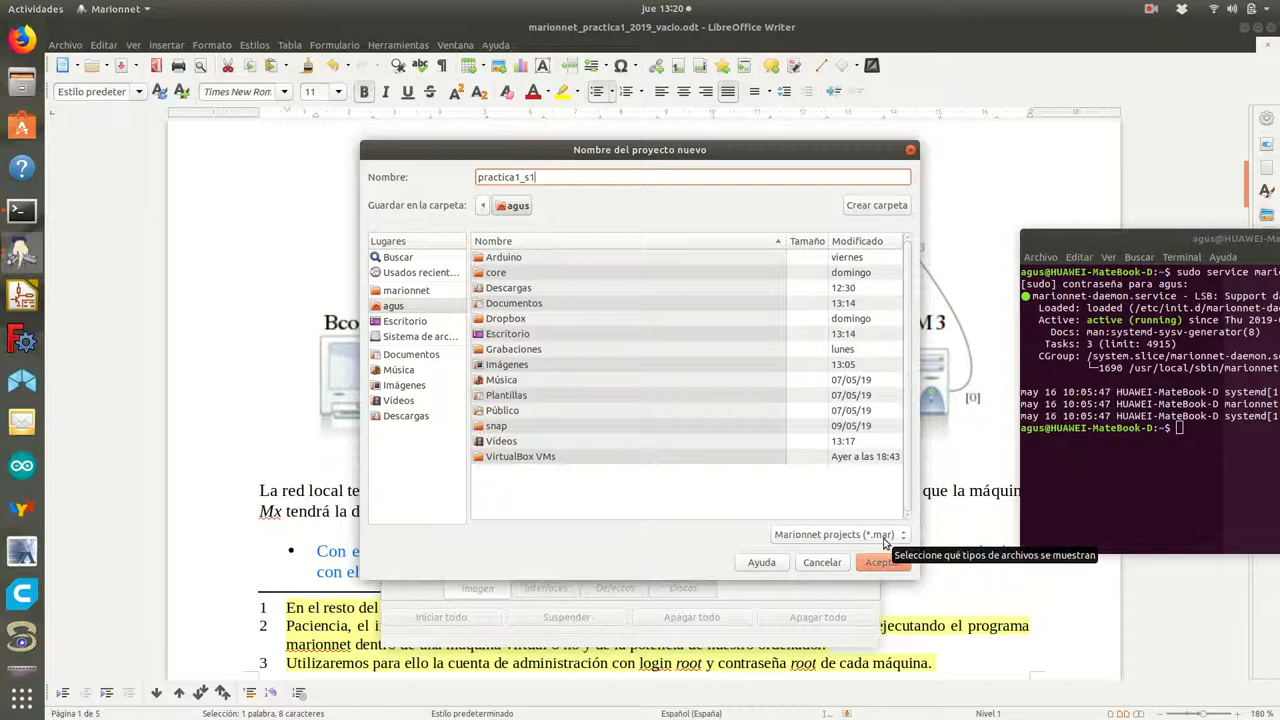 Actividades
Marionnet
jue 13:20
marionnet_practica1_2019_vacio.odt - LibreOffice Writer
Archivo Editar Ver Insertar Formato Estilos Tabla Formulario Herramientas Ventana Ayuda
Estilo predeter
Times New Rom
11
Nombre del proyecto nuevo
Nombre:
practica1_s1
Guardar en la carpeta:
agus
Crear carpeta
Lugares
Buscar
Usados recient...
marionnet
agus
Escritorio
Sistema de arc...
Documentos
Música
Imágenes
Vídeos
Descargas
Nombre Tamaño Modificado
Arduino viernes
core domingo
Descargas 12:30
Documentos 13:14
Dropbox domingo
Escritorio 13:14
Grabaciones lunes
Imágenes 13:05
Música 07/05/19
Plantillas 07/05/19
Público 07/05/19
snap 09/05/19
Vídeos 13:17
VirtualBox VMs Ayer a las 18:43
Marionnet projects (*.mar)
Seleccione qué tipos de archivos se muestran
Ayuda Cancelar Acepta
Imagen Interfaces Defectos Discos
Iniciar todo Suspender Apagar todo Apagar todo
agus@HUAWEI-Ma
Archivo Editar Ver Buscar Terminal Ayuda
agus@HUAWEI-MateBook-D:~$ sudo service mario
[sudo] contraseña para agus:
marionnet-daemon.service - LSB: Support da
Loaded: loaded (/etc/init.d/marionnet-dae
Active: active (running) since Thu 2019-0
Docs: man:systemd-sysv-generator(8)
Tasks: 3 (limit: 4915)
CGroup: /system.slice/marionnet-daemon.se
└─1690 /usr/local/sbin/marionnet
may 16 10:05:47 HUAWEI-MateBook-D systemd[1
may 16 10:05:47 HUAWEI-MateBook-D marionnet
may 16 10:05:47 HUAWEI-MateBook-D systemd[1
agus@HUAWEI-MateBook-D:~$
Bco
M 3
[0]
La red local te
que la máquin
Mx tendrá la d
Con e
con el
1 En el resto del
2 Paciencia, el i
ejecutando el programa
marionnet dentro de una máquina virtual o no y de la potencia de nuestro ordenador.
3 Utilizaremos para ello la cuenta de administración con login root y contraseña root de cada máquina.
Página 1 de 5
Selección: 1 palabra, 8 caracteres
Estilo predeterminado
Español (España)
Nivel 1
180 %